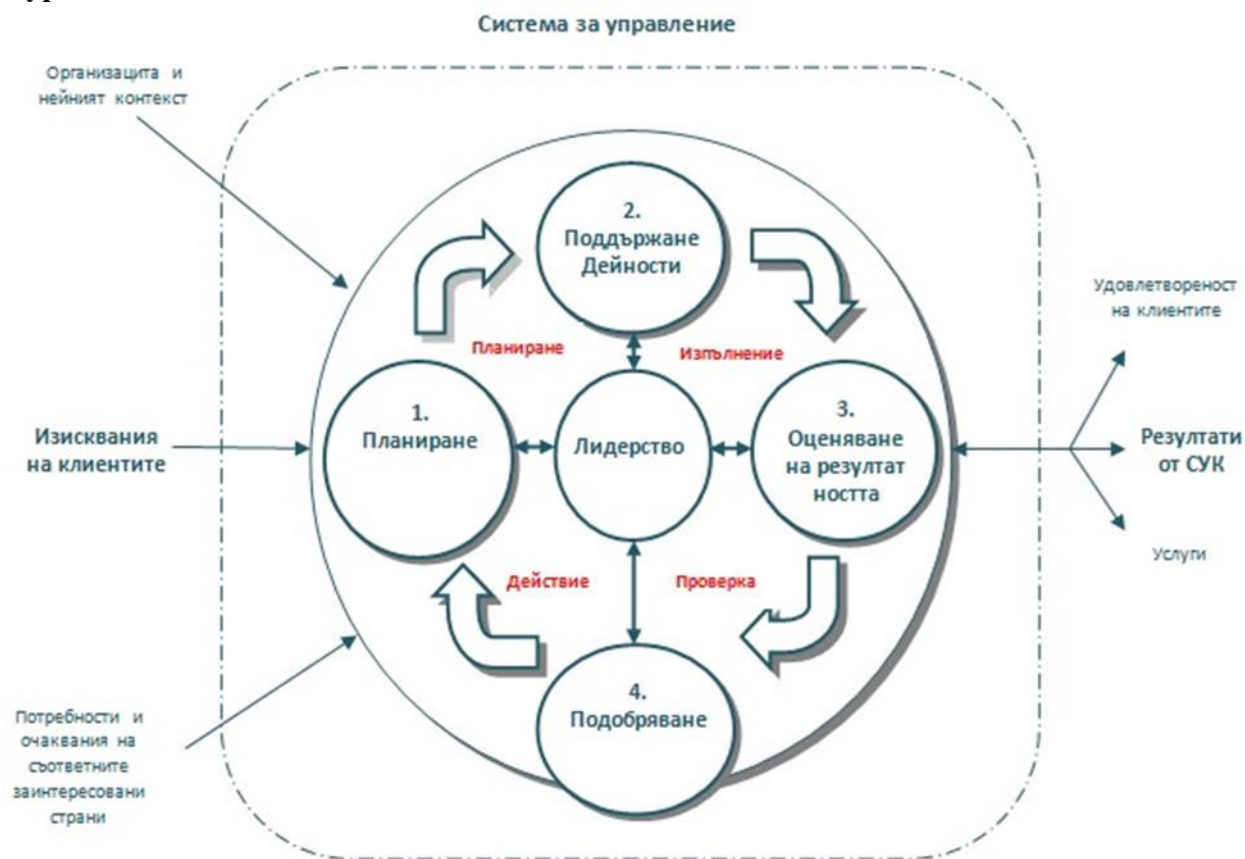 Система за управление
Организацита и
нейният контекст
2.
Поддържане
Дейности
Удовлетвореност
на клиентите
Планиране
Изпълнение
1.
Планиране
Лидерство
3.
Оценяване
на резултат
ността
Изисквания
на клиентите
Резултати
от СУК
Услуги
Действие
Проверка
4.
Подобряване
Потребности и
очаквания на
съответните
заинтересовани
страни